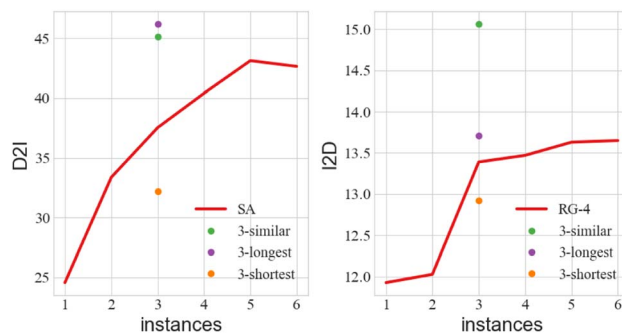 D2I
45
40
35
30
25
1 2 3 4 5 6
instances
SA
3-similar
3-longest
3-shortest
I2D
15.0
14.5
14.0
13.5
13.0
12.5
12.0
1 2 3 4 5 6
instances
RG-4
3-similar
3-longest
3-shortest